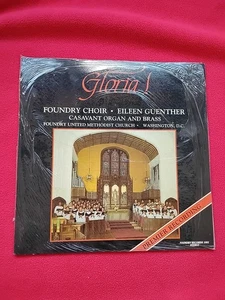 Gloria!
FOUNDRY CHOIR • EILEEN GUENTHER
CASAVANT ORGAN AND BRASS
FOUNDRY UNITED METHODIST CHURCH • WASHINGTON, D.C.
PREMIER RECORDING